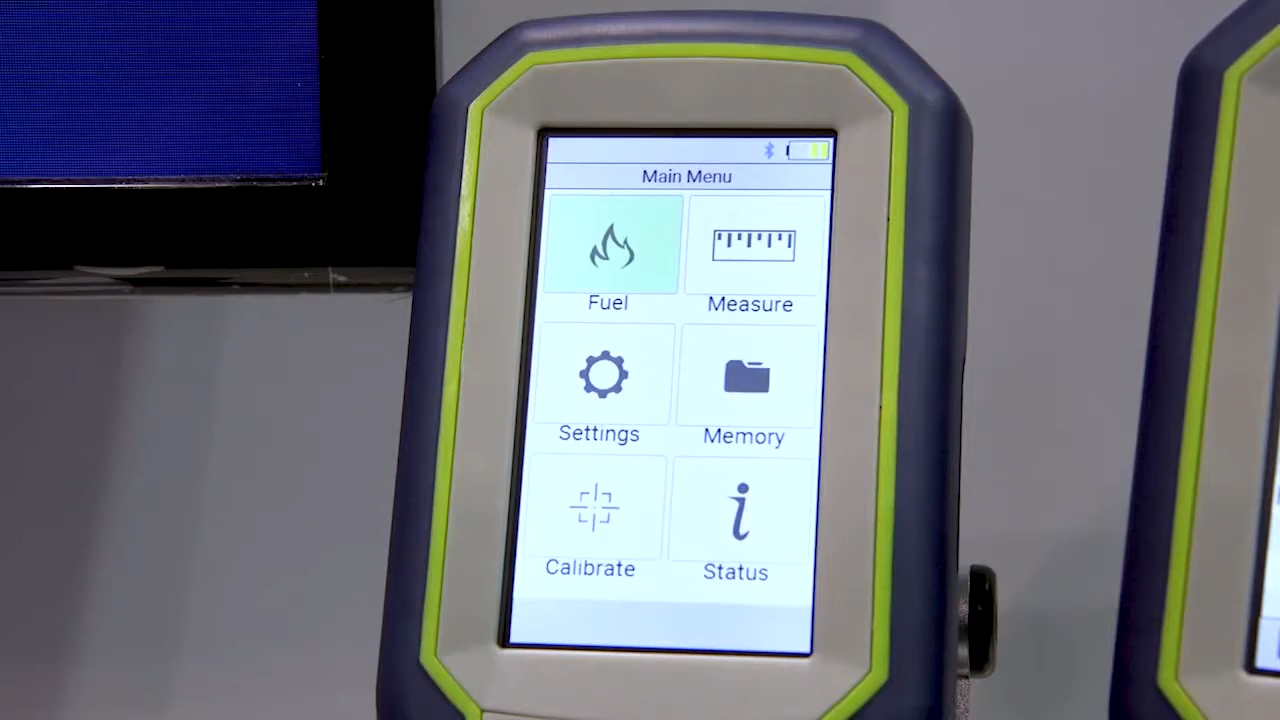 Main Menu
Fuel
Measure
Settings
Memory
Calibrate
Status